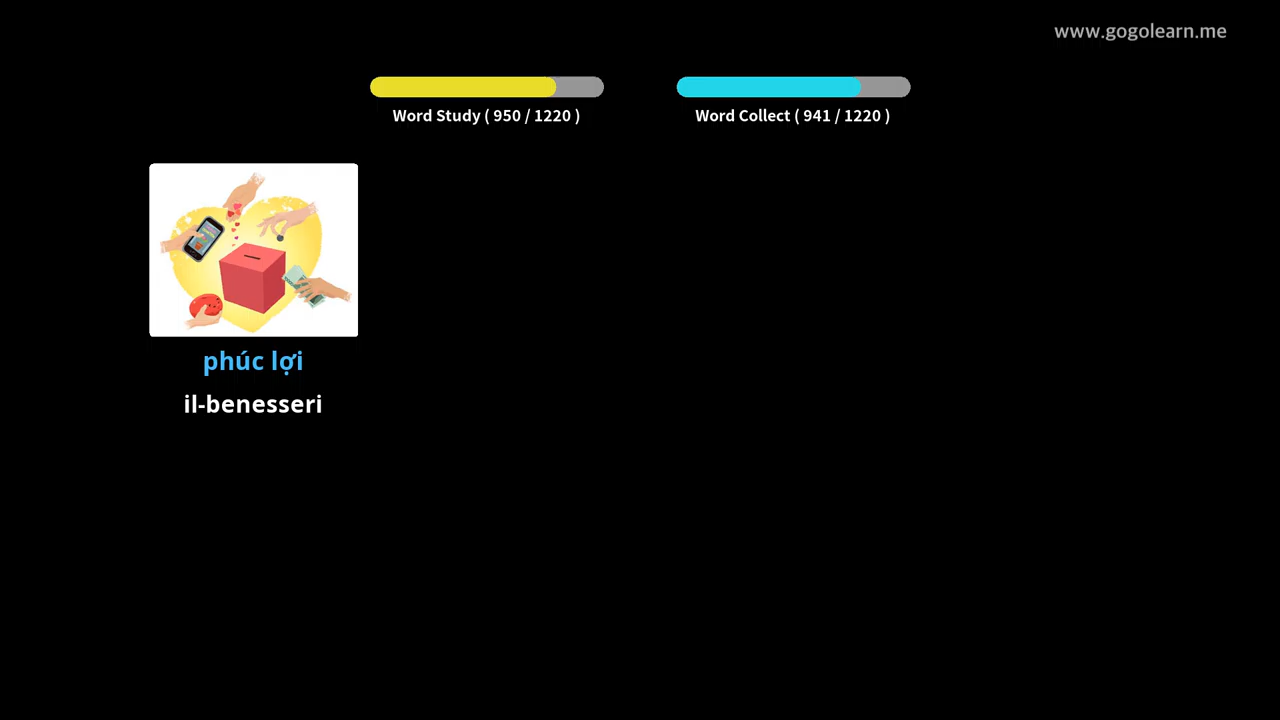 www.gogolearn.me
Word Study ( 950 / 1220 )
Word Collect ( 941 / 1220 )
phúc lợi
il-benesseri